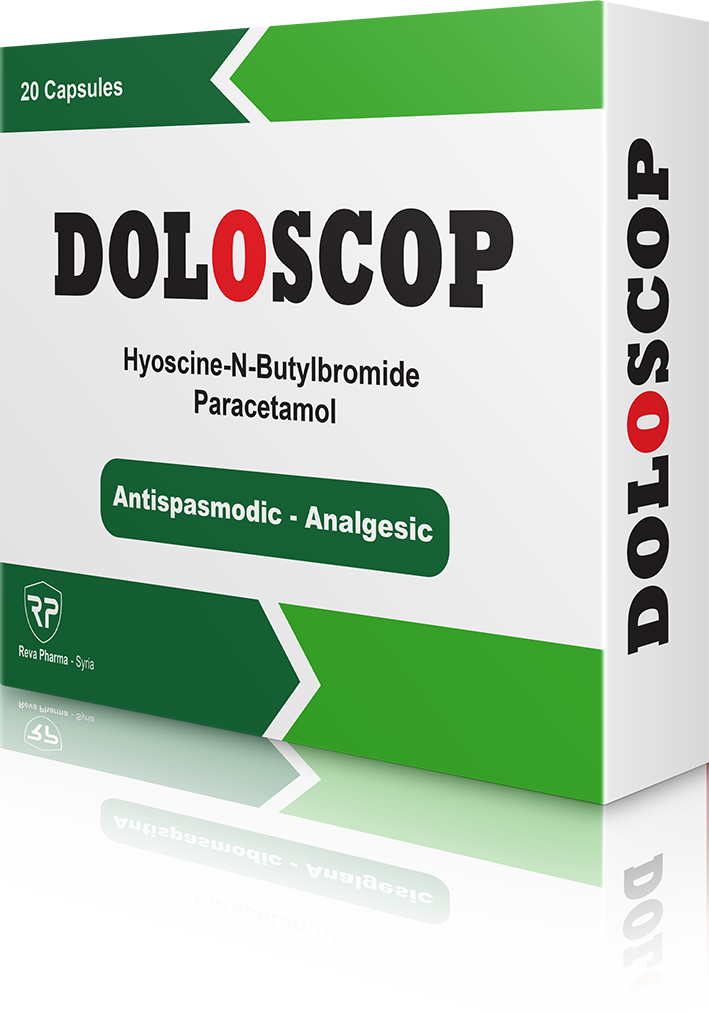 20 Capsules
DOLOSCOP
Hyoscine-N-Butylbromide
Paracetamol
Antispasmodic - Analgesic
RP
Reva Pharma - Syria
DOLOSCOP